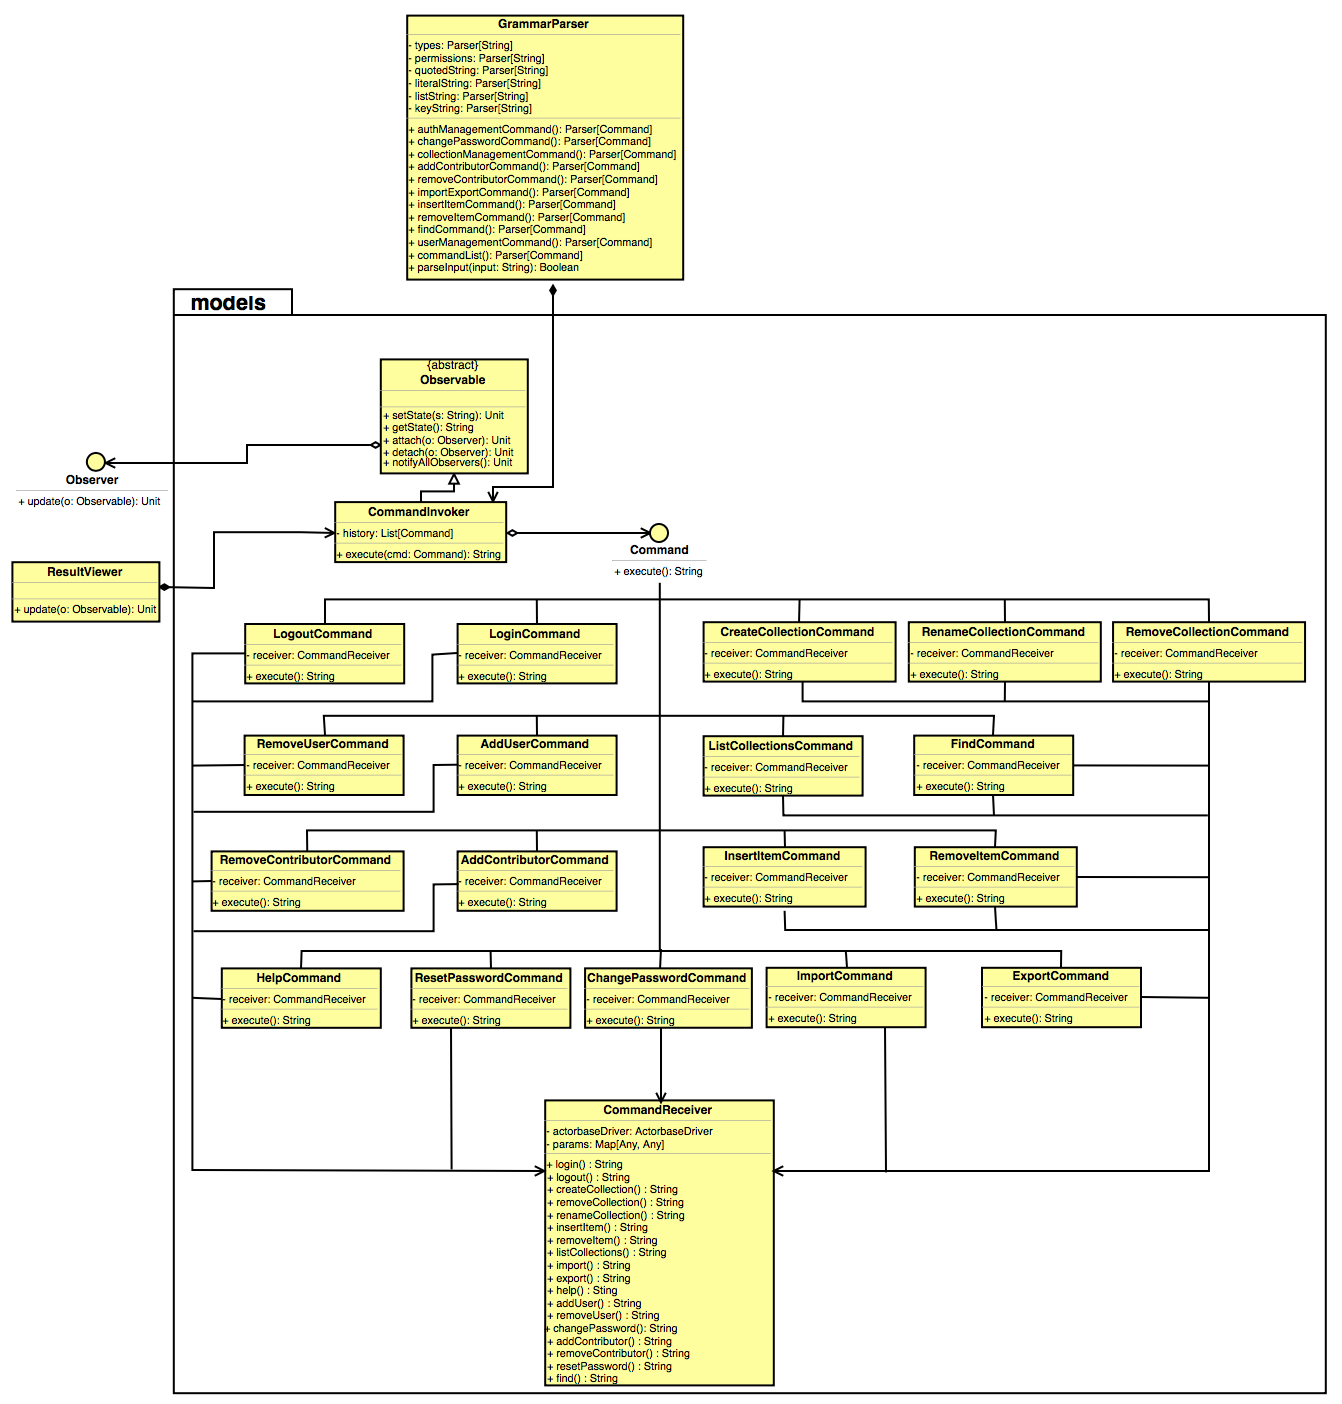 GrammarParser
- types: Parser[String]
- permissions: Parser[String]
- quotedString: Parser[String]
- literalString: Parser[String]
- listString: Parser[String]
- keyString: Parser[String]
+ authManagementCommand(): Parser[Command]
+ changePasswordCommand(): Parser[Command]
+ collectionManagementCommand(): Parser[Command]
+ addContributorCommand(): Parser[Command]
+ removeContributorCommand(): Parser[Command]
+ importExportCommand(): Parser[Command]
+ insertItemCommand(): Parser[Command]
+ removeItemCommand(): Parser[Command]
+ findCommand(): Parser[Command]
+ userManagementCommand(): Parser[Command]
+ commandList(): Parser[Command]
+ parseInput(input: String): Boolean
models
{abstract}
Observable
+ setState(s: String): Unit
+ getState(): String
+ attach(o: Observer): Unit
+ detach(o: Observer): Unit
+ notifyAllObservers(): Unit
Observer
+ update(o: Observable): Unit
CommandInvoker
- history: List[Command]
+ execute(cmd: Command): String
Command
+ execute(): String
ResultViewer
+ update(o: Observable): Unit
LogoutCommand
- receiver: CommandReceiver
+ execute(): String
LoginCommand
- receiver: CommandReceiver
+ execute(): String
CreateCollectionCommand
- receiver: CommandReceiver
+ execute(): String
RenameCollectionCommand
- receiver: CommandReceiver
+ execute(): String
RemoveCollectionCommand
- receiver: CommandReceiver
+ execute(): String
RemoveUserCommand
- receiver: CommandReceiver
+ execute(): String
AddUserCommand
- receiver: CommandReceiver
+ execute(): String
ListCollectionsCommand
- receiver: CommandReceiver
+ execute(): String
FindCommand
- receiver: CommandReceiver
+ execute(): String
RemoveContributorCommand
- receiver: CommandReceiver
+ execute(): String
AddContributorCommand
- receiver: CommandReceiver
+ execute(): String
InsertItemCommand
- receiver: CommandReceiver
+ execute(): String
RemoveItemCommand
- receiver: CommandReceiver
+ execute(): String
HelpCommand
- receiver: CommandReceiver
+ execute(): String
ResetPasswordCommand
- receiver: CommandReceiver
+ execute(): String
ChangePasswordCommand
- receiver: CommandReceiver
+ execute(): String
ImportCommand
- receiver: CommandReceiver
+ execute(): String
ExportCommand
- receiver: CommandReceiver
+ execute(): String
CommandReceiver
- actorbaseDriver: ActorbaseDriver
- params: Map[Any, Any]
+ login() : String
+ logout() : String
+ createCollection() : String
+ removeCollection() : String
+ renameCollection() : String
+ insertItem() : String
+ removeItem() : String
+ listCollections() : String
+ import() : String
+ export() : String
+ help() : Sting
+ addUser() : String
+ removeUser() : String
+ changePassword(): String
+ addContributor() : String
+ removeContributor() : String
+ resetPassword() : String
+ find() : String